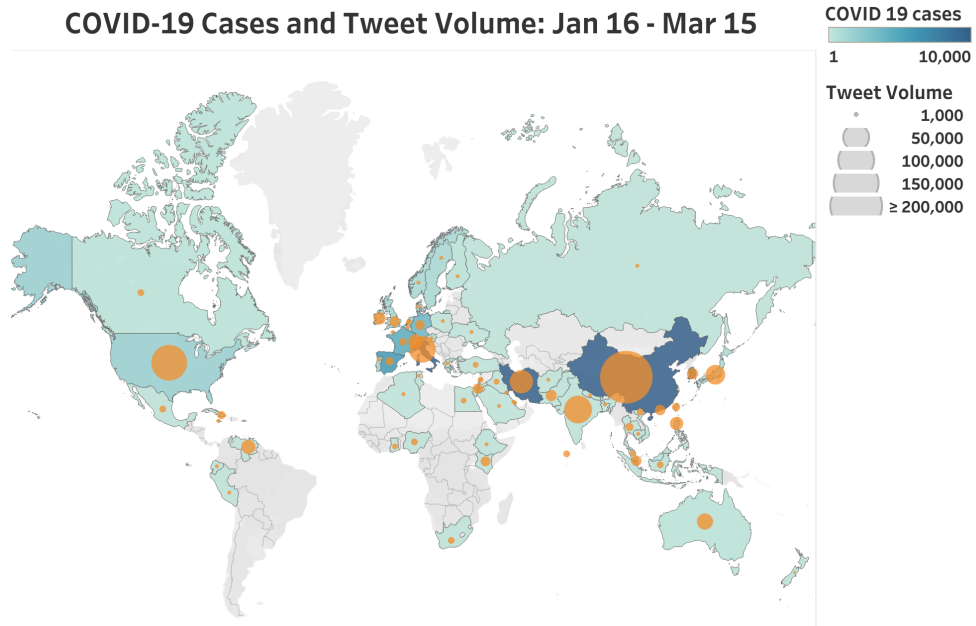 COVID-19 Cases and Tweet Volume: Jan 16 - Mar 15
COVID 19 cases
1 10,000
Tweet Volume
1,000
50,000
100,000
150,000
≥ 200,000